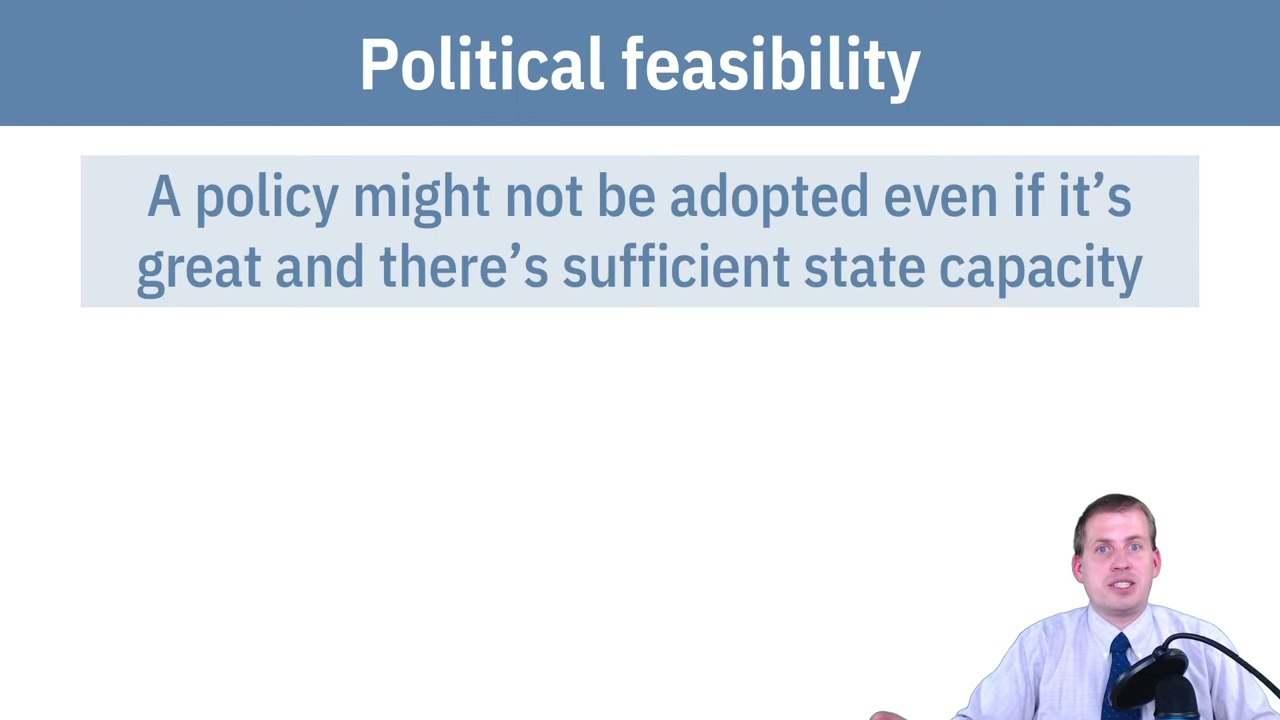 Political feasibility
A policy might not be adopted even if it’s
great and there’s sufficient state capacity